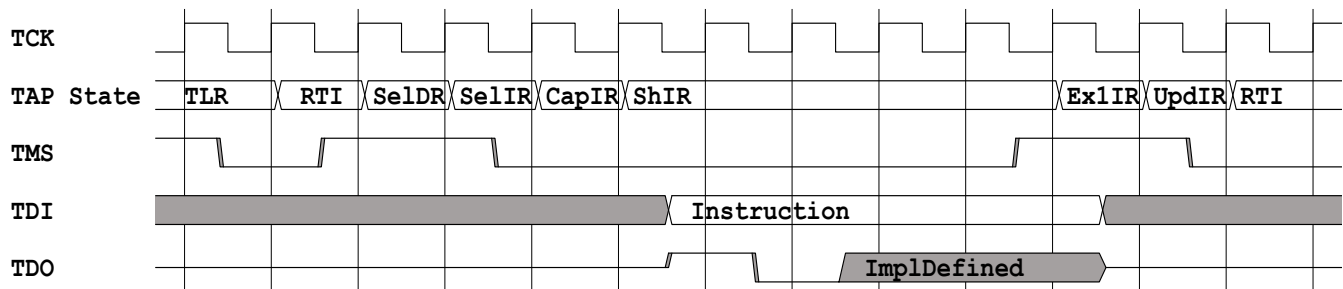 TCK
TAP State TLR RTI SelDR SelIR CapIR ShIR Ex1IR UpdIR RTI
TMS
TDI Instruction
TDO ImplDefined